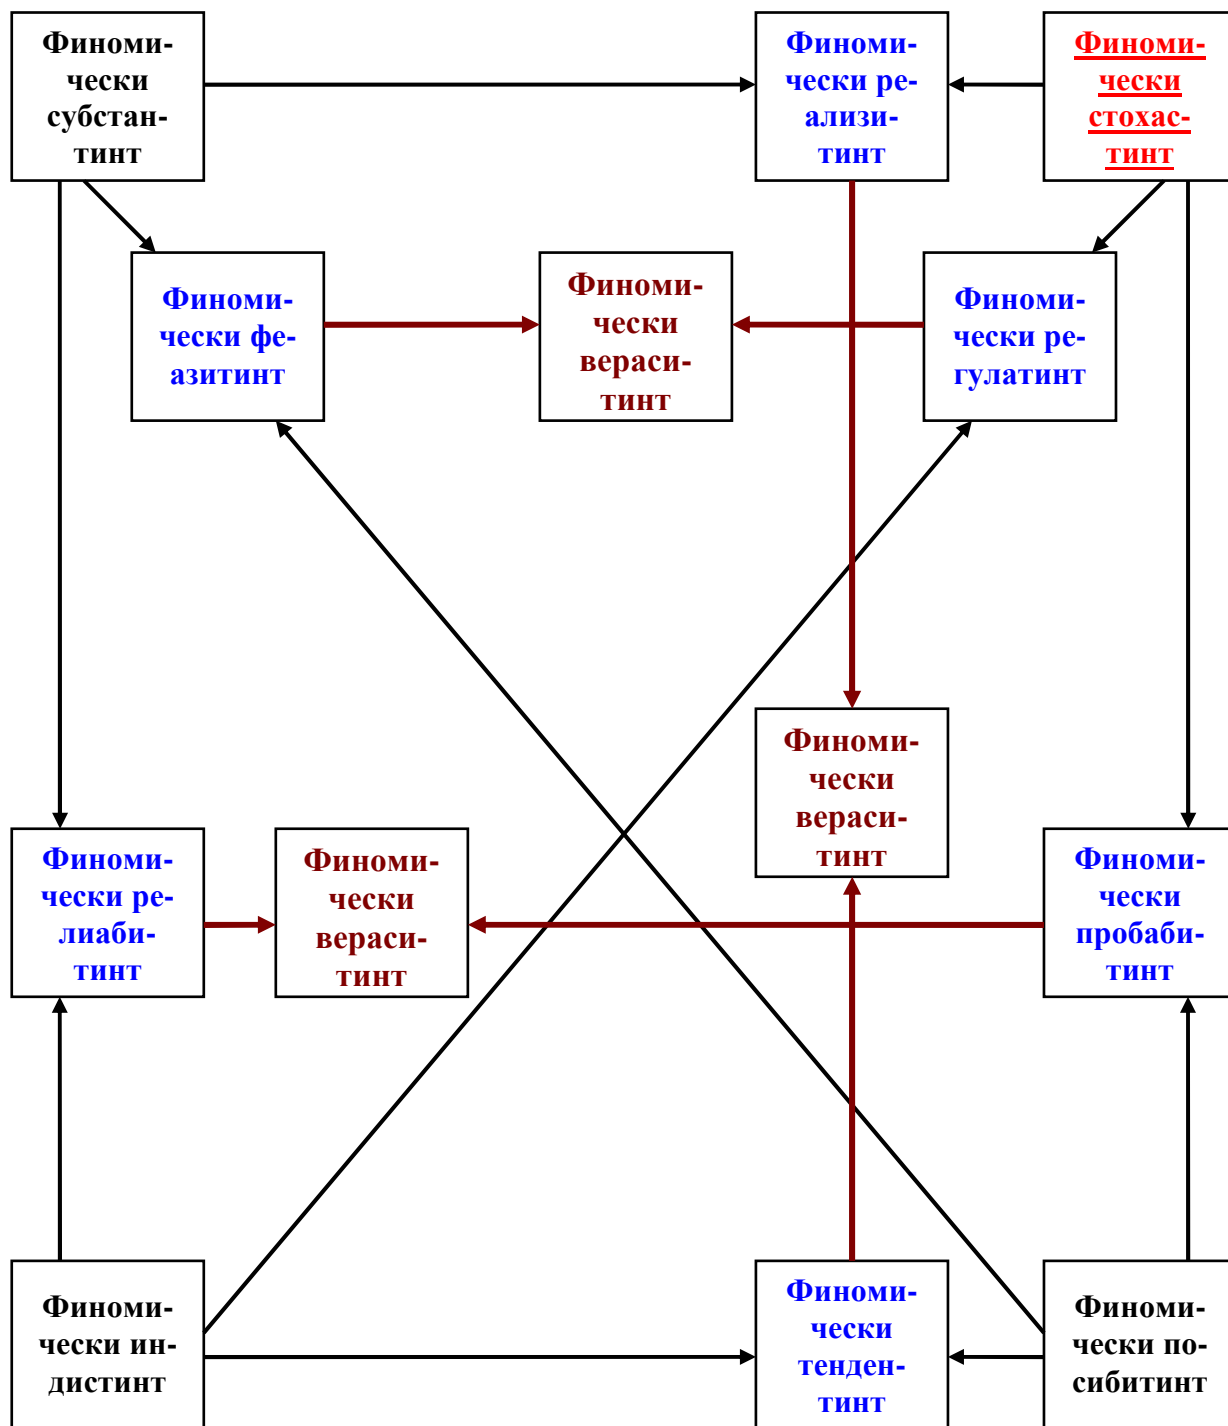 Финоми-
чески
субстан-
тинт
Финоми-
чески ре-
ализи-
тинт
Финоми-
чески
стохас-
тинт
Финоми-
чески фе-
азитинт
Финоми-
чески
вераси-
тинт
Финоми-
чески ре-
гулатинт
Финоми-
чески
вераси-
тинт
Финоми-
чески ре-
лиаби-
тинт
Финоми-
чески
вераси-
тинт
Финоми-
чески
пробаби-
тинт
Финоми-
чески ин-
дистинт
Финоми-
чески
тенден-
тинт
Финоми-
чески по-
сибитинт